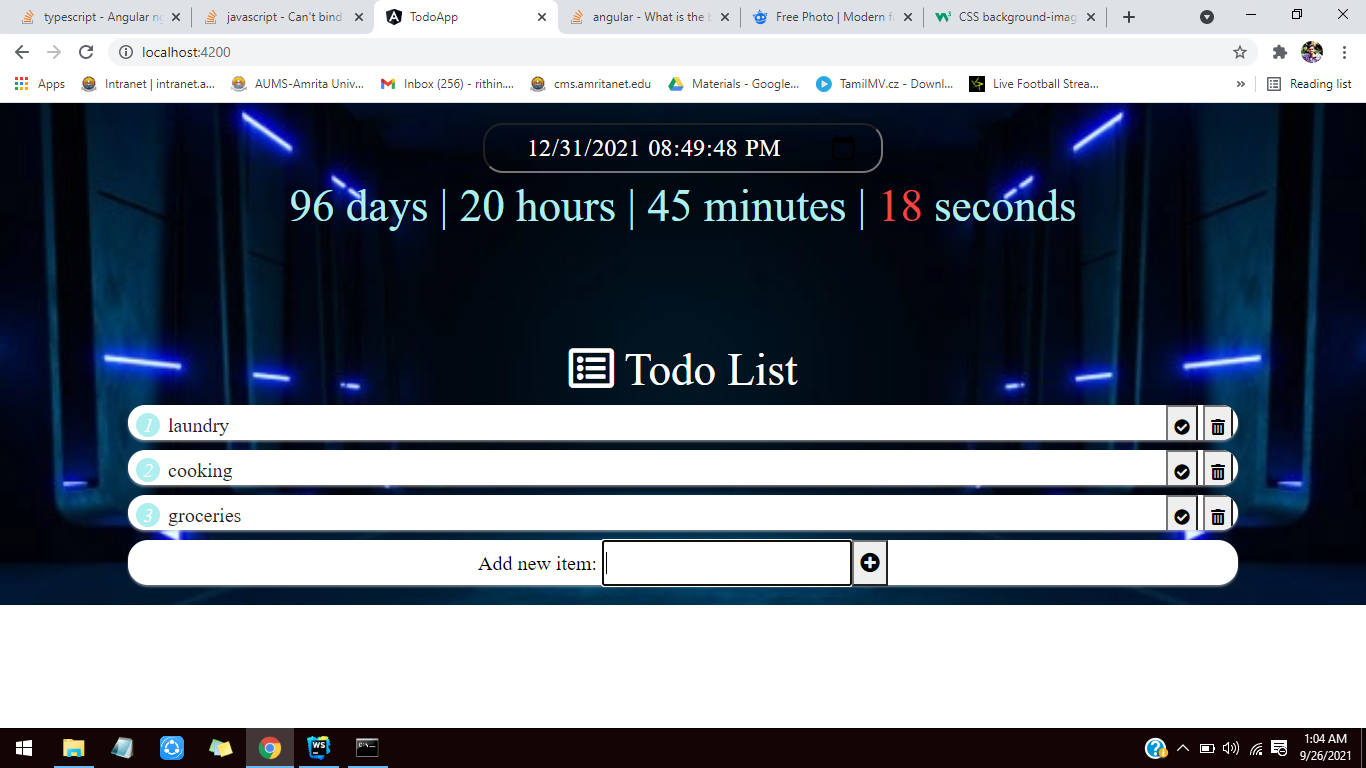 typescript - Angular ng
javascript - Can't bind
TodoApp
angular - What is the b
Free Photo | Modern fu
CSS background-imag
localhost:4200
Apps
Intranet | intranet.a...
AUMS-Amrita Univ...
Inbox (256) - rithin....
cms.amritanet.edu
Materials - Google...
TamilMV.cz - Downl...
Live Football Strea...
»
Reading list
12/31/2021 08:49:48 PM
96 days | 20 hours | 45 minutes | 18 seconds
Todo List
1 laundry
2 cooking
3 groceries
Add new item:
WS
1:04 AM
9/26/2021